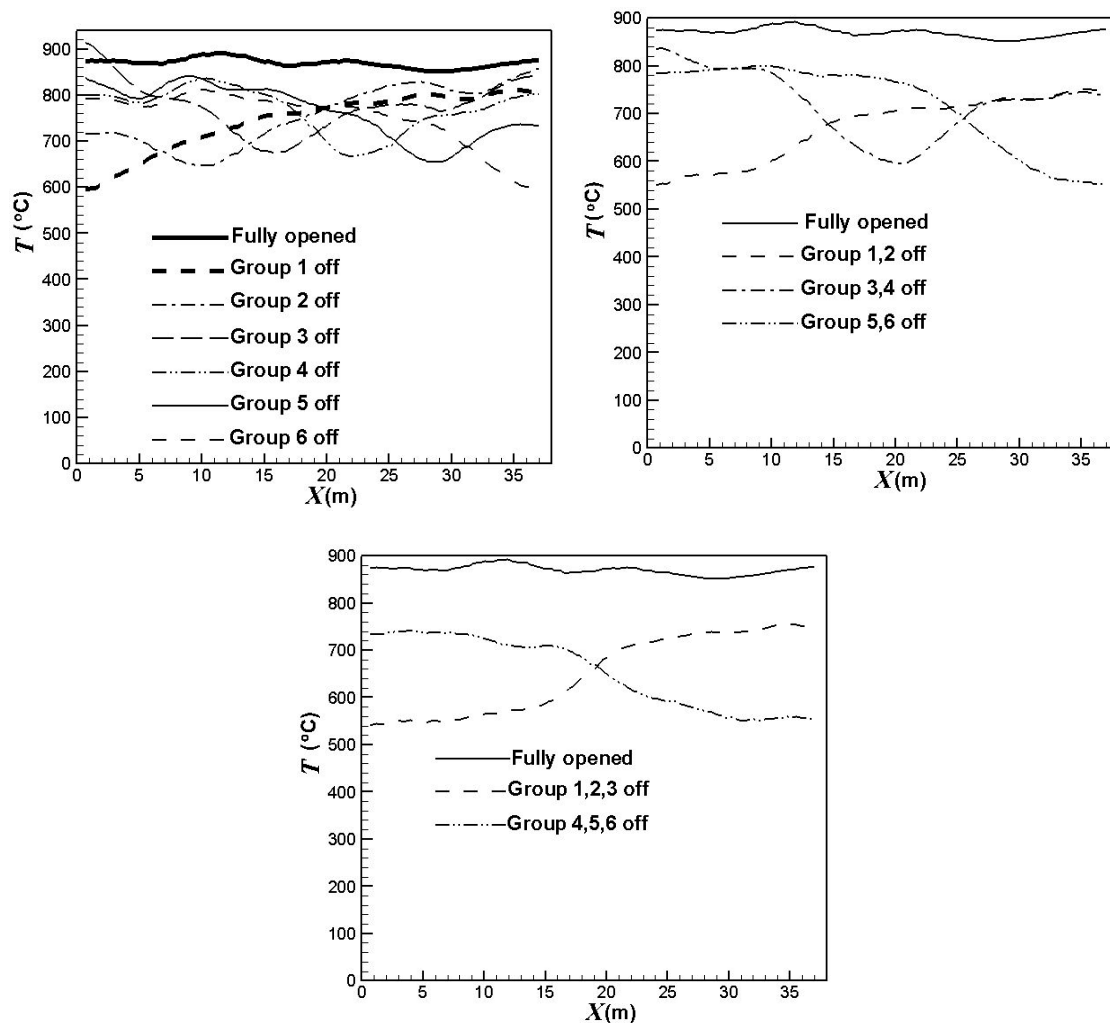 900
800
700
600
500
400
300
200
100
0
T (°C)
Fully opened
Group 1 off
Group 2 off
Group 3 off
Group 4 off
Group 5 off
Group 6 off
0 5 10 15 20 25 30 35
X(m)
900
800
700
600
500
400
300
200
100
0
T (°C)
Fully opened
Group 1,2 off
Group 3,4 off
Group 5,6 off
0 5 10 15 20 25 30 35
X(m)
900
800
700
600
500
400
300
200
100
0
T (°C)
Fully opened
Group 1,2,3 off
Group 4,5,6 off
0 5 10 15 20 25 30 35
X(m)